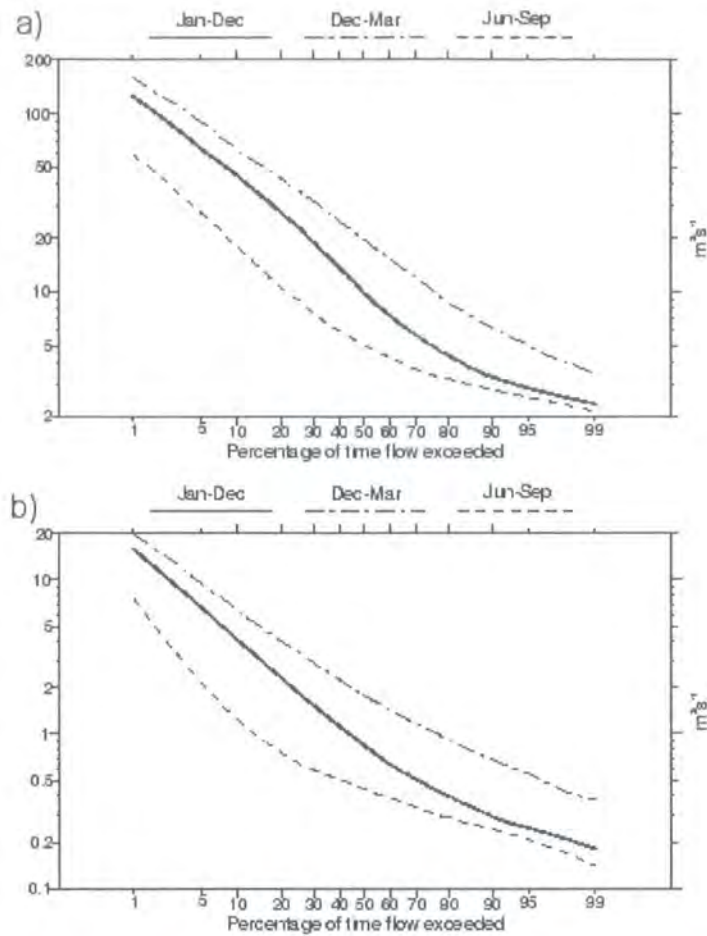 a)
Jan-Dec Dec-Mar Jun-Sep
200
100
50
20
10
5
2
m³s⁻¹
1 5 10 20 30 40 50 60 70 80 90 95 99
Percentage of time flow exceeded
b)
Jan-Dec Dec-Mar Jun-Sep
20
10
5
2
1
0.5
0.2
0.1
m³s⁻¹
1 5 10 20 30 40 50 60 70 80 90 95 99
Percentage of time flow exceeded